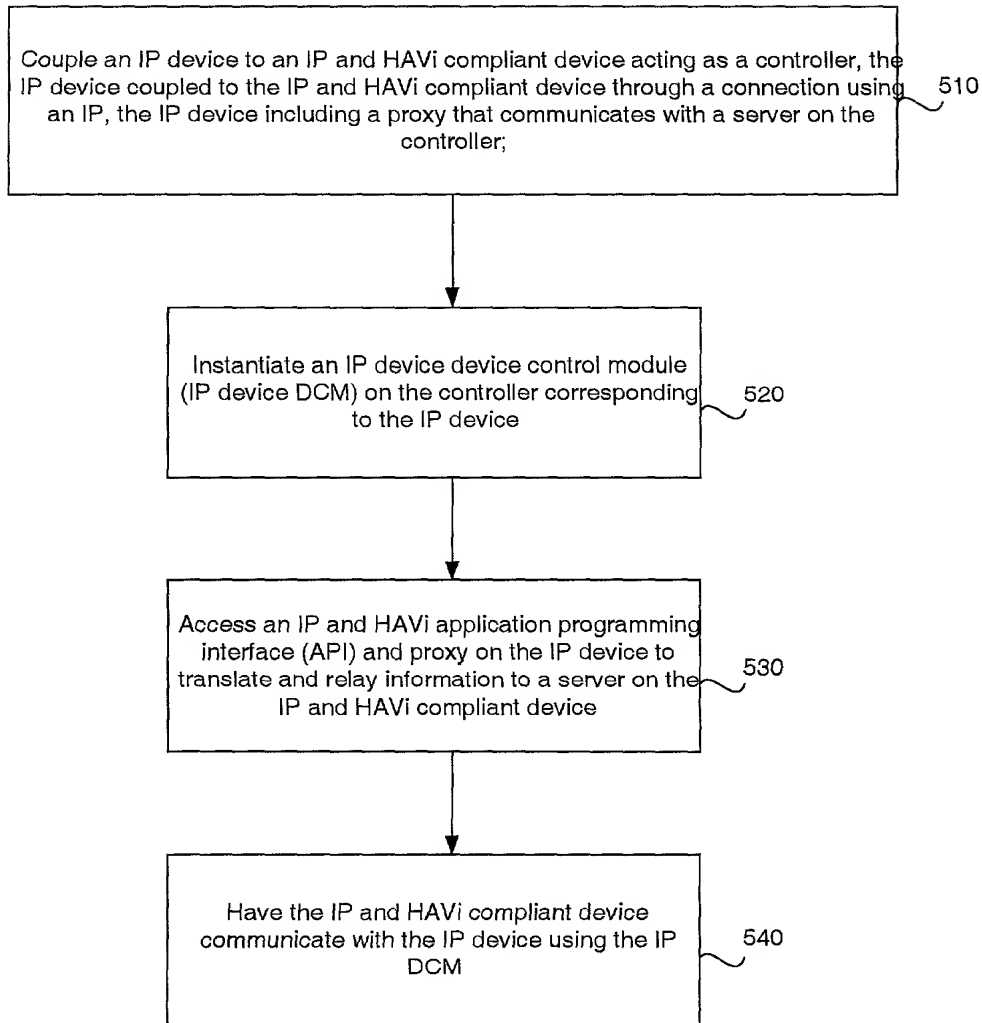 Couple an IP device to an IP and HAVi compliant device acting as a controller, the
IP device coupled to the IP and HAVi compliant device through a connection using
an IP, the IP device including a proxy that communicates with a server on the
controller;
510
Instantiate an IP device device control module
(IP device DCM) on the controller corresponding
to the IP device
520
Access an IP and HAVi application programming
interface (API) and proxy on the IP device to
translate and relay information to a server on the
IP and HAVi compliant device
530
Have the IP and HAVi compliant device
communicate with the IP device using the IP
DCM
540